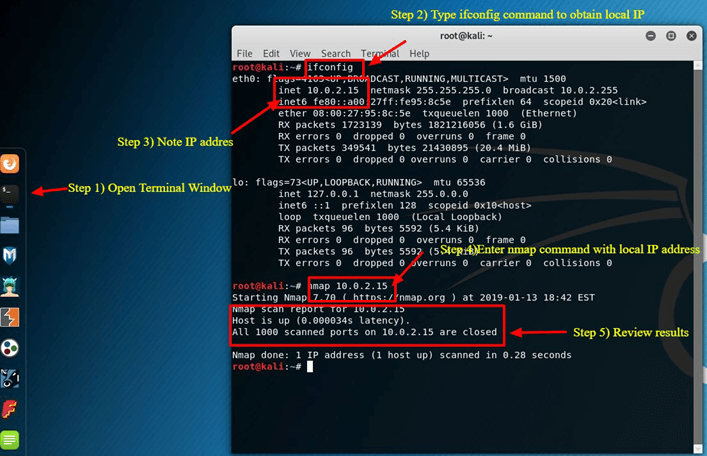 Step 2) Type ifconfig command to obtain local IP
root@kali: ~
File Edit View Search Terminal Help
root@kali:~# ifconfig
eth0: flags=4163<UP,BROADCAST,RUNNING,MULTICAST> mtu 1500
inet 10.0.2.15 netmask 255.255.255.0 broadcast 10.0.2.255
inet6 fe80::a00:27ff:fe95:8c5e prefixlen 64 scopeid 0x20<link>
ether 08:00:27:95:8c:5e txqueuelen 1000 (Ethernet)
RX packets 1723139 bytes 1821216056 (1.6 GiB)
RX errors 0 dropped 0 overruns 0 frame 0
TX packets 349541 bytes 21430895 (20.4 MiB)
TX errors 0 dropped 0 overruns 0 carrier 0 collisions 0
Step 3) Note IP addres
Step 1) Open Terminal Window
lo: flags=73<UP,LOOPBACK,RUNNING> mtu 65536
inet 127.0.0.1 netmask 255.0.0.0
inet6 ::1 prefixlen 128 scopeid 0x10<host>
loop txqueuelen 1000 (Local Loopback)
RX packets 96 bytes 5592 (5.4 KiB)
RX errors 0 dropped 0 overruns 0 frame 0
TX packets 96 bytes 5592 (5.4 KiB)
TX errors 0 dropped 0 overruns 0 carrier 0 collisions 0
Step 4)Enter nmap command with local IP address
root@kali:~# nmap 10.0.2.15
Starting Nmap 7.70 ( https://nmap.org ) at 2019-01-13 18:42 EST
Nmap scan report for 10.0.2.15
Host is up (0.000034s latency).
All 1000 scanned ports on 10.0.2.15 are closed
Step 5) Review results
Nmap done: 1 IP address (1 host up) scanned in 0.28 seconds
root@kali:~#